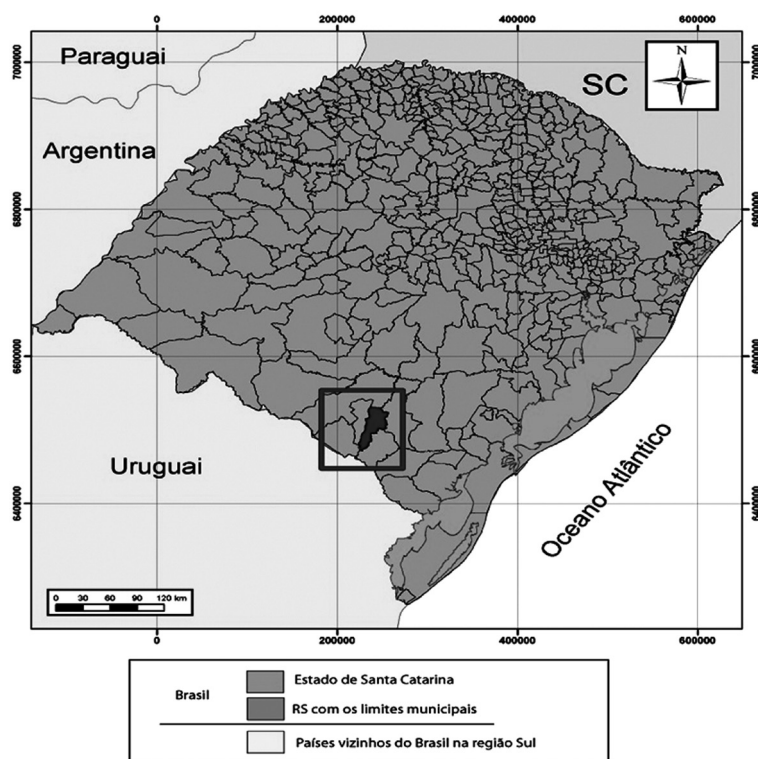 0
200000
400000
600000
Paraguai
SC
N
7000000
7000000
Argentina
6800000
6800000
6600000
6600000
Uruguai
Oceano Atlântico
6400000
6400000
0 30 60 90 120 km
0
200000
400000
600000
Brasil
Estado de Santa Catarina
RS com os limites municipais
Países vizinhos do Brasil na região Sul